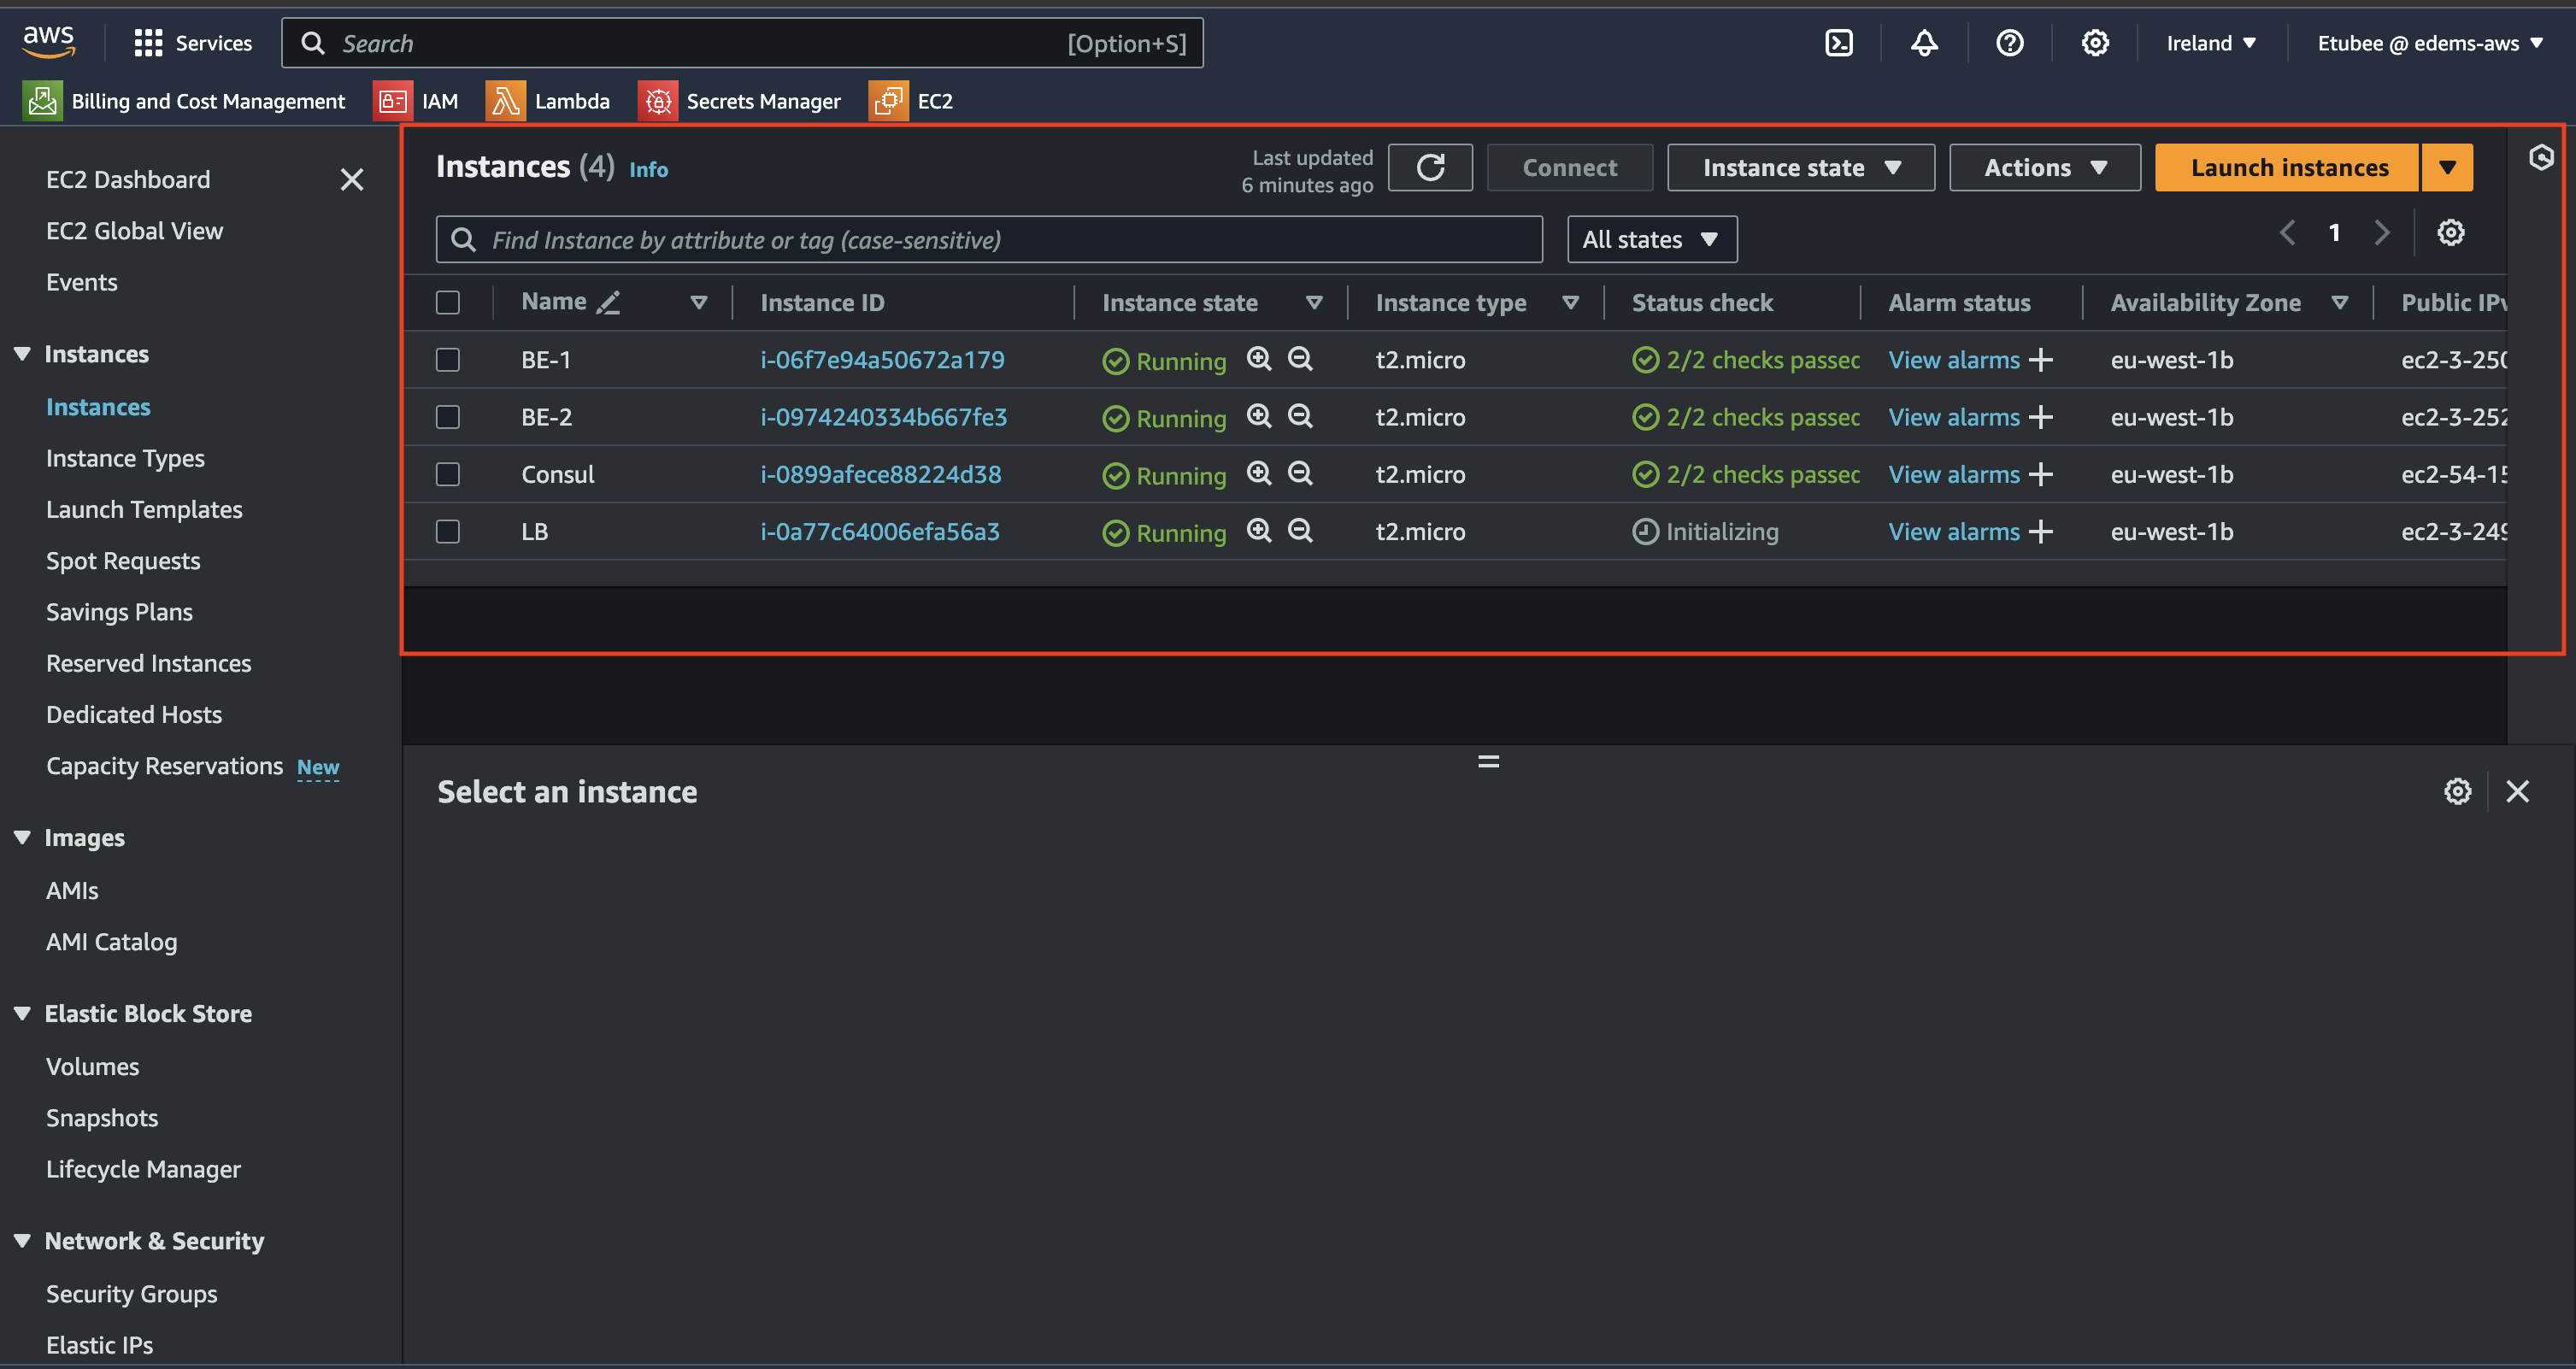 aws Services Search [Option+S] Ireland Etubee @ edems-aws
Billing and Cost Management IAM Lambda Secrets Manager EC2
EC2 Dashboard
EC2 Global View
Events
Instances
Instances
Instance Types
Launch Templates
Spot Requests
Savings Plans
Reserved Instances
Dedicated Hosts
Capacity Reservations New
Images
AMIs
AMI Catalog
Elastic Block Store
Volumes
Snapshots
Lifecycle Manager
Network & Security
Security Groups
Elastic IPs
Instances (4) Info
Last updated
6 minutes ago
Connect Instance state Actions Launch instances
Find Instance by attribute or tag (case-sensitive) All states 1
Name Instance ID Instance state Instance type Status check Alarm status Availability Zone Public IPv
BE-1 i-06f7e94a50672a179 Running t2.micro 2/2 checks passec View alarms + eu-west-1b ec2-3-250
BE-2 i-0974240334b667fe3 Running t2.micro 2/2 checks passec View alarms + eu-west-1b ec2-3-252
Consul i-0899afece88224d38 Running t2.micro 2/2 checks passec View alarms + eu-west-1b ec2-54-15
LB i-0a77c64006efa56a3 Running t2.micro Initializing View alarms + eu-west-1b ec2-3-249
Select an instance